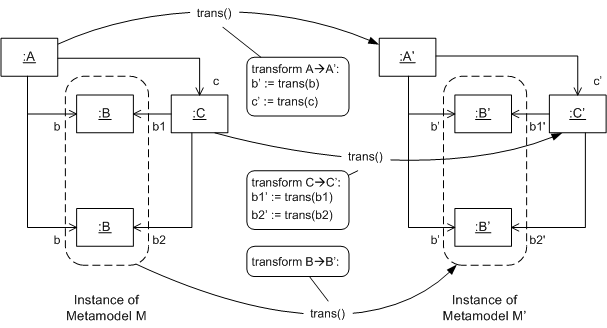 trans()
:A
:A'
transform A→A':
b' := trans(b)
c' := trans(c)
c
c'
:B
:C
:B'
:C'
b
b1
b'
b1'
trans()
transform C→C':
b1' := trans(b1)
b2' := trans(b2)
:B
:B'
b
b2
b'
b2'
transform B→B':
Instance of
Metamodel M
trans()
Instance of
Metamodel M'